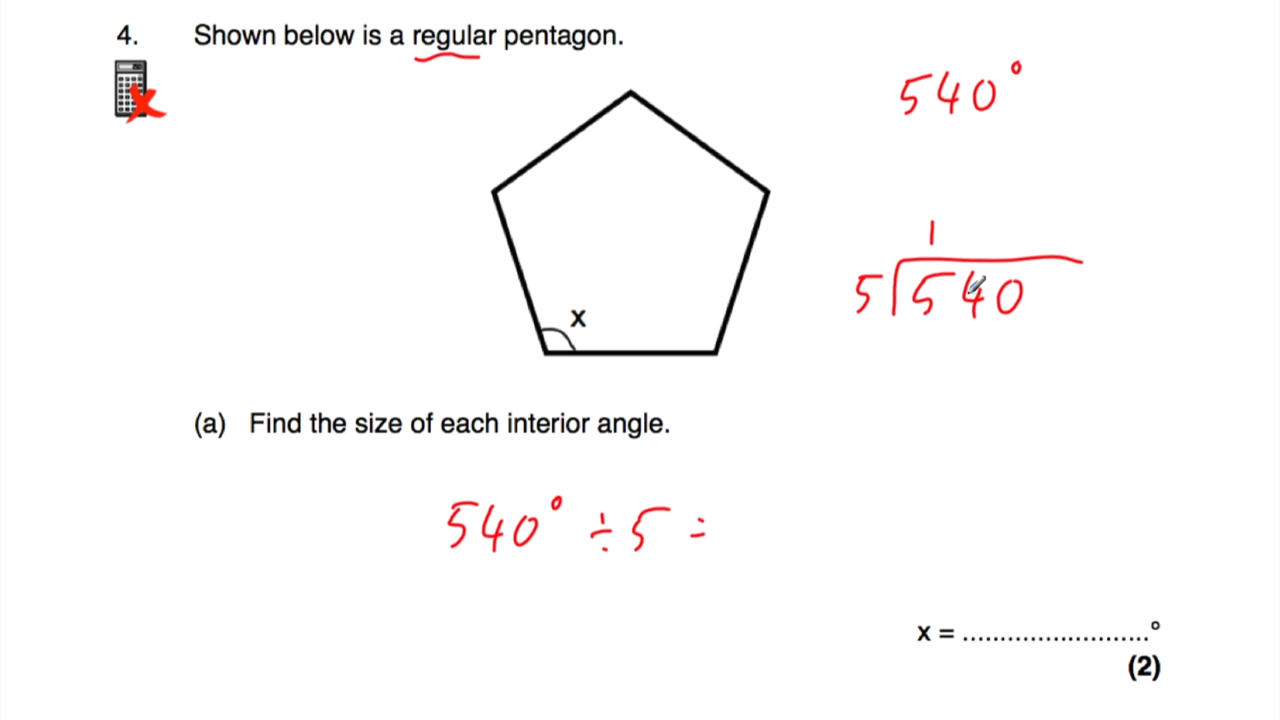 4. Shown below is a regular pentagon.
540°
1
5 540
x
(a) Find the size of each interior angle.
540° ÷ 5 =
x = ..........................°
(2)